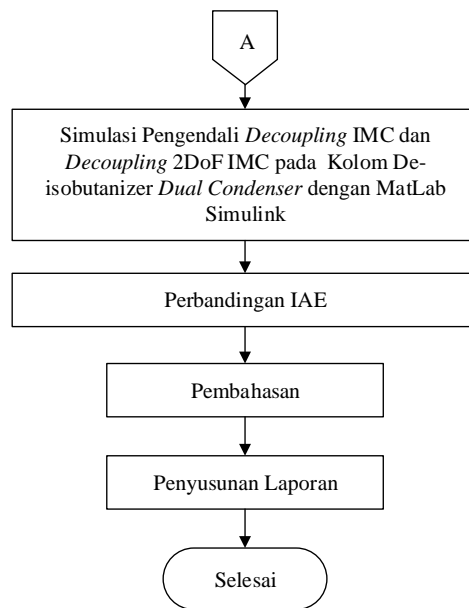 A
Simulasi Pengendali Decoupling IMC dan
Decoupling 2DoF IMC pada Kolom De-
isobutanizer Dual Condenser dengan MatLab
Simulink
Perbandingan IAE
Pembahasan
Penyusunan Laporan
Selesai